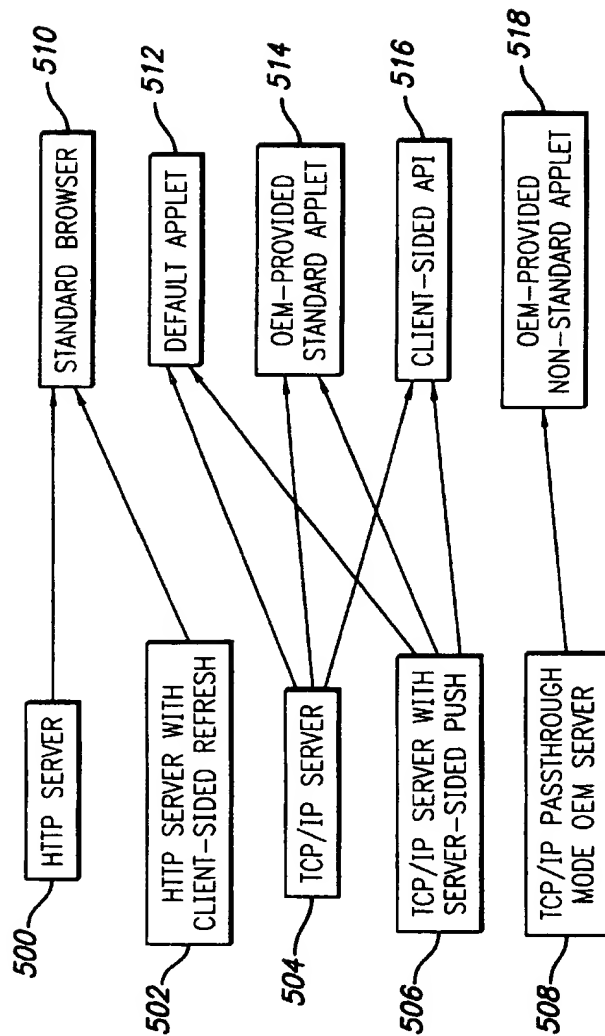 500
HTTP SERVER
502
HTTP SERVER WITH
CLIENT-SIDED REFRESH
504
TCP/IP SERVER
506
TCP/IP SERVER WITH
SERVER-SIDED PUSH
508
TCP/IP PASSTHROUGH
MODE OEM SERVER
STANDARD BROWSER
510
DEFAULT APPLET
512
OEM-PROVIDED
STANDARD APPLET
514
CLIENT-SIDED API
516
OEM-PROVIDED
NON-STANDARD APPLET
518